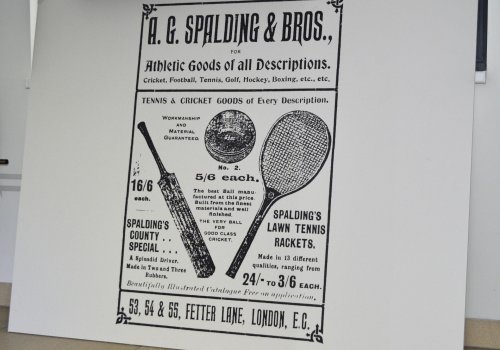 A. G. SPALDING & BROS.,
FOR
Athletic Goods of all Descriptions.
Cricket, Football, Tennis, Golf, Hockey, Boxing, etc., etc.
TENNIS & CRICKET GOODS of Every Description.
WORKMANSHIP
AND
MATERIAL
GUARANTEED.
No. 2.
5/6 each.
The best Ball manu-
factured at this price.
Built from the finest
materials and well
finished.
THE VERY BALL
FOR
GOOD CLASS
CRICKET.
16/6
each.
SPALDING'S
COUNTY . .
SPECIAL . . .
A Splendid Driver.
Made in Two and Three
Rubbers.
SPALDING'S
LAWN TENNIS
RACKETS.
Made in 13 different
qualities, ranging from
24/- TO 3/6 EACH.
Beautifully Illustrated Catalogue Free on application.
53, 54 & 55, FETTER LANE, LONDON, E.C.